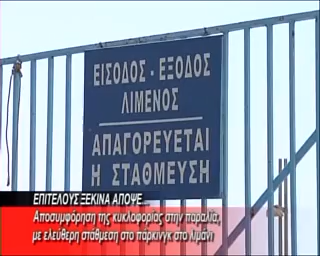 ΕΙΣΟΔΟΣ - ΕΞΟΔΟΣ
ΛΙΜΕΝΟΣ
ΑΠΑΓΟΡΕΥΕΤΑΙ
Η ΣΤΑΘΜΕΥΣΗ
ΕΠΙΤΕΛΟΥΣ ΞΕΚΙΝΑ ΑΠΟΨΕ...
Αποσυμφόρηση της κυκλοφορίας στην παραλία,
με ελεύθερη στάθμεση στο πάρκινγκ στο λιμάνι